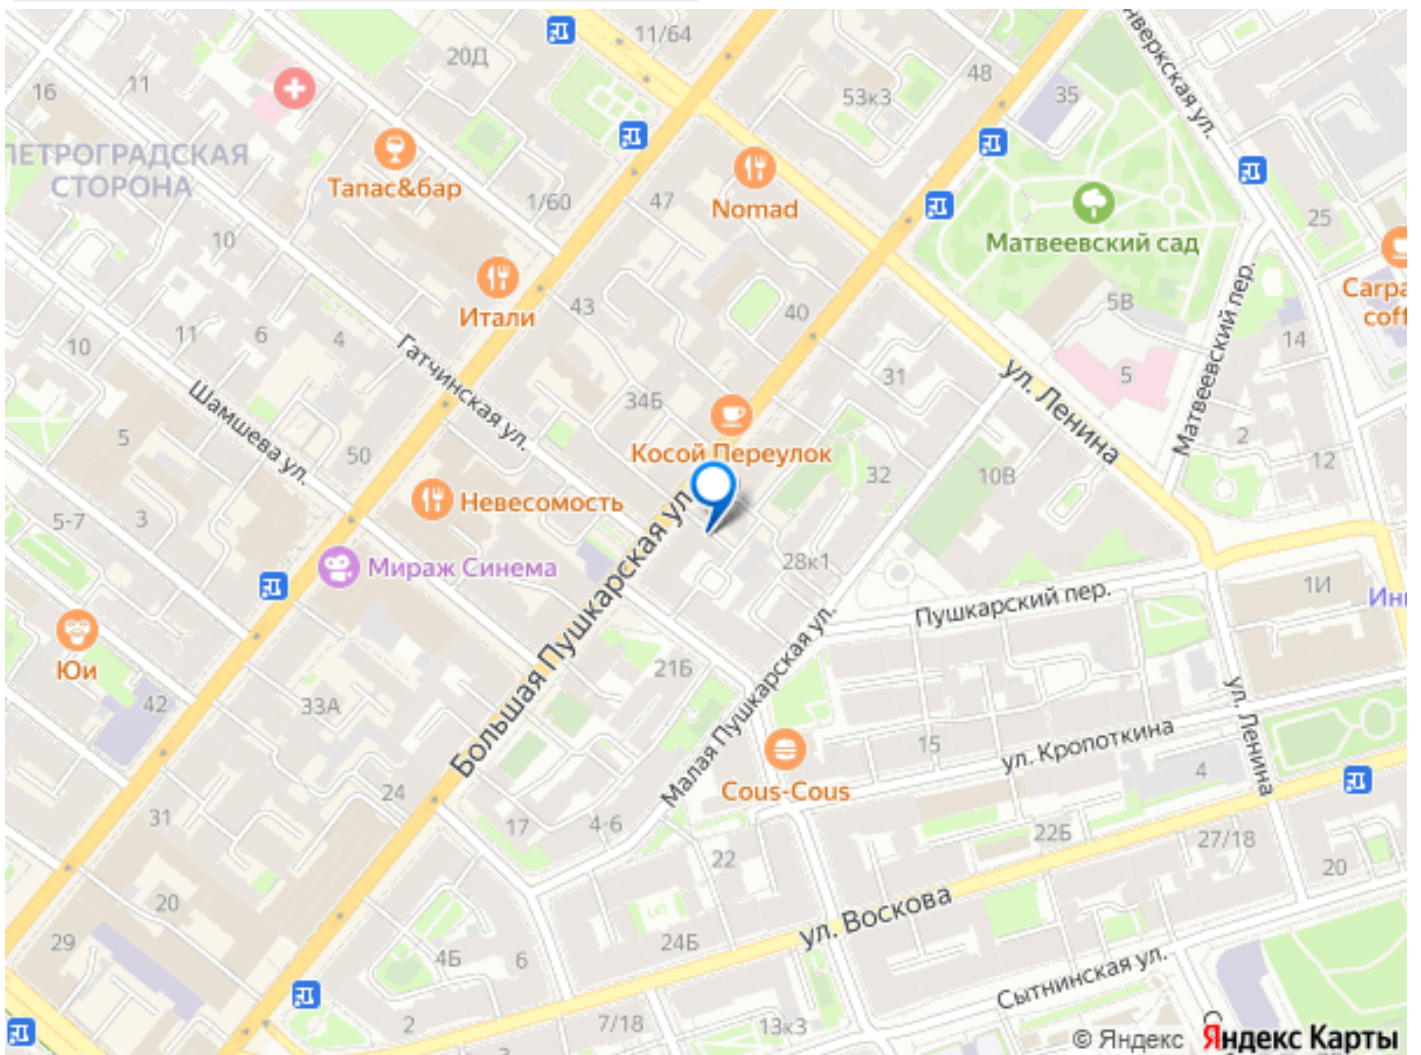 11/64
20Д
48
16
11
53к3
35
нверкская ул.
ПЕТРОГРАДСКАЯ
СТОРОНА
Тапас&бар
1/60
47
Nomad
25
Матвеевский сад
10
Итали
43
40
5В
Матвеевский пер.
Carpa
coff
14
10
11
6
4
Гатчинская ул.
34Б
31
5
ул. Ленина
Шамшева ул.
5
50
Косой Переулок
32
10В
2
12
5-7
3
Невесомость
Большая Пушкарская ул.
28к1
Мираж Синема
Пушкарский пер.
1И
Инг
Юи
21Б
Малая Пушкарская ул.
42
33А
15
ул. Кропоткина
4
ул. Ленина
Cous-Cous
24
31
17
4-6
22
22Б
27/18
20
20
29
4Б
6
24Б
ул. Воскова
Сытнинская ул.
2
7/18
13к3
© Яндекс Яндекс Карты